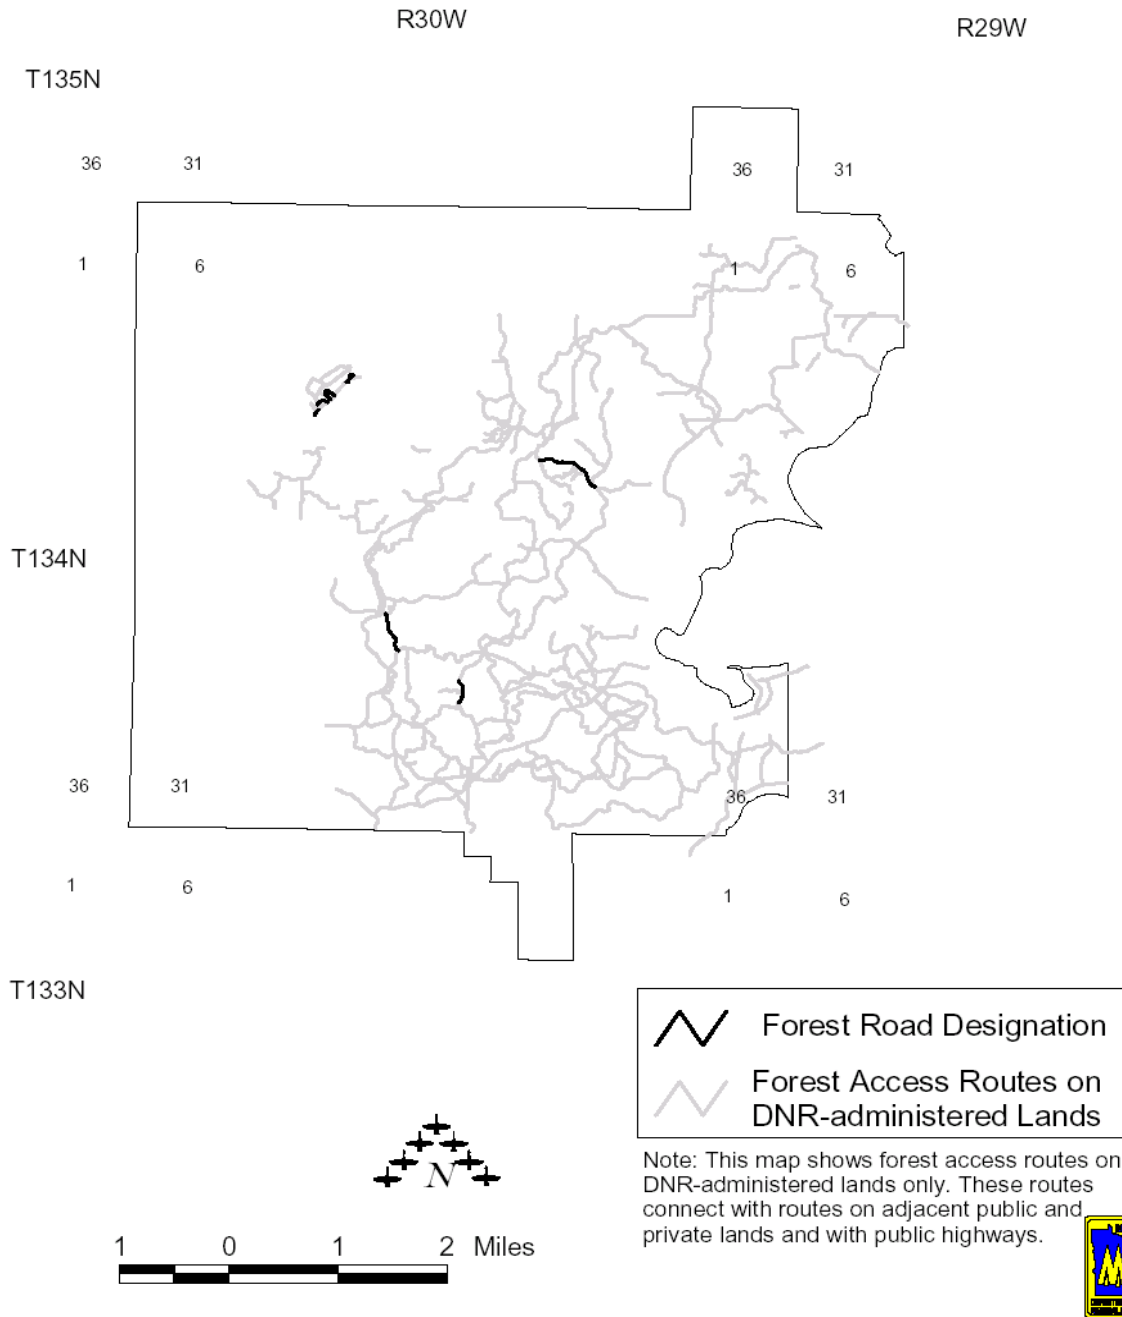 R30W
R29W
T135N
36 31 36 31
1 6 1 6
T134N
36 31 36 31
1 6 1 6
T133N
Forest Road Designation
Forest Access Routes on
DNR-administered Lands
N
Note: This map shows forest access routes on
DNR-administered lands only. These routes
connect with routes on adjacent public and
private lands and with public highways.
1 0 1 2 Miles